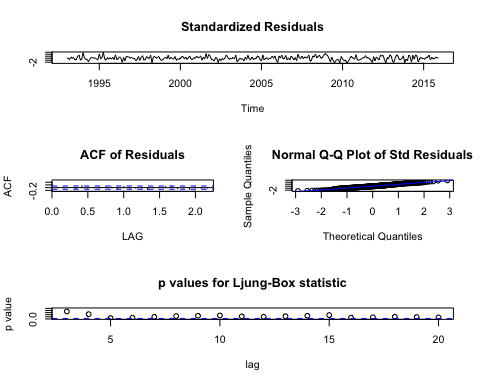 Standardized Residuals
-2
1995 2000 2005 2010 2015
Time
ACF of Residuals
ACF
-0.2
0.0 0.5 1.0 1.5 2.0
LAG
Normal Q-Q Plot of Std Residuals
Sample Quantiles
-2
-3 -2 -1 0 1 2 3
Theoretical Quantiles
p values for Ljung-Box statistic
p value
0.0
5 10 15 20
lag